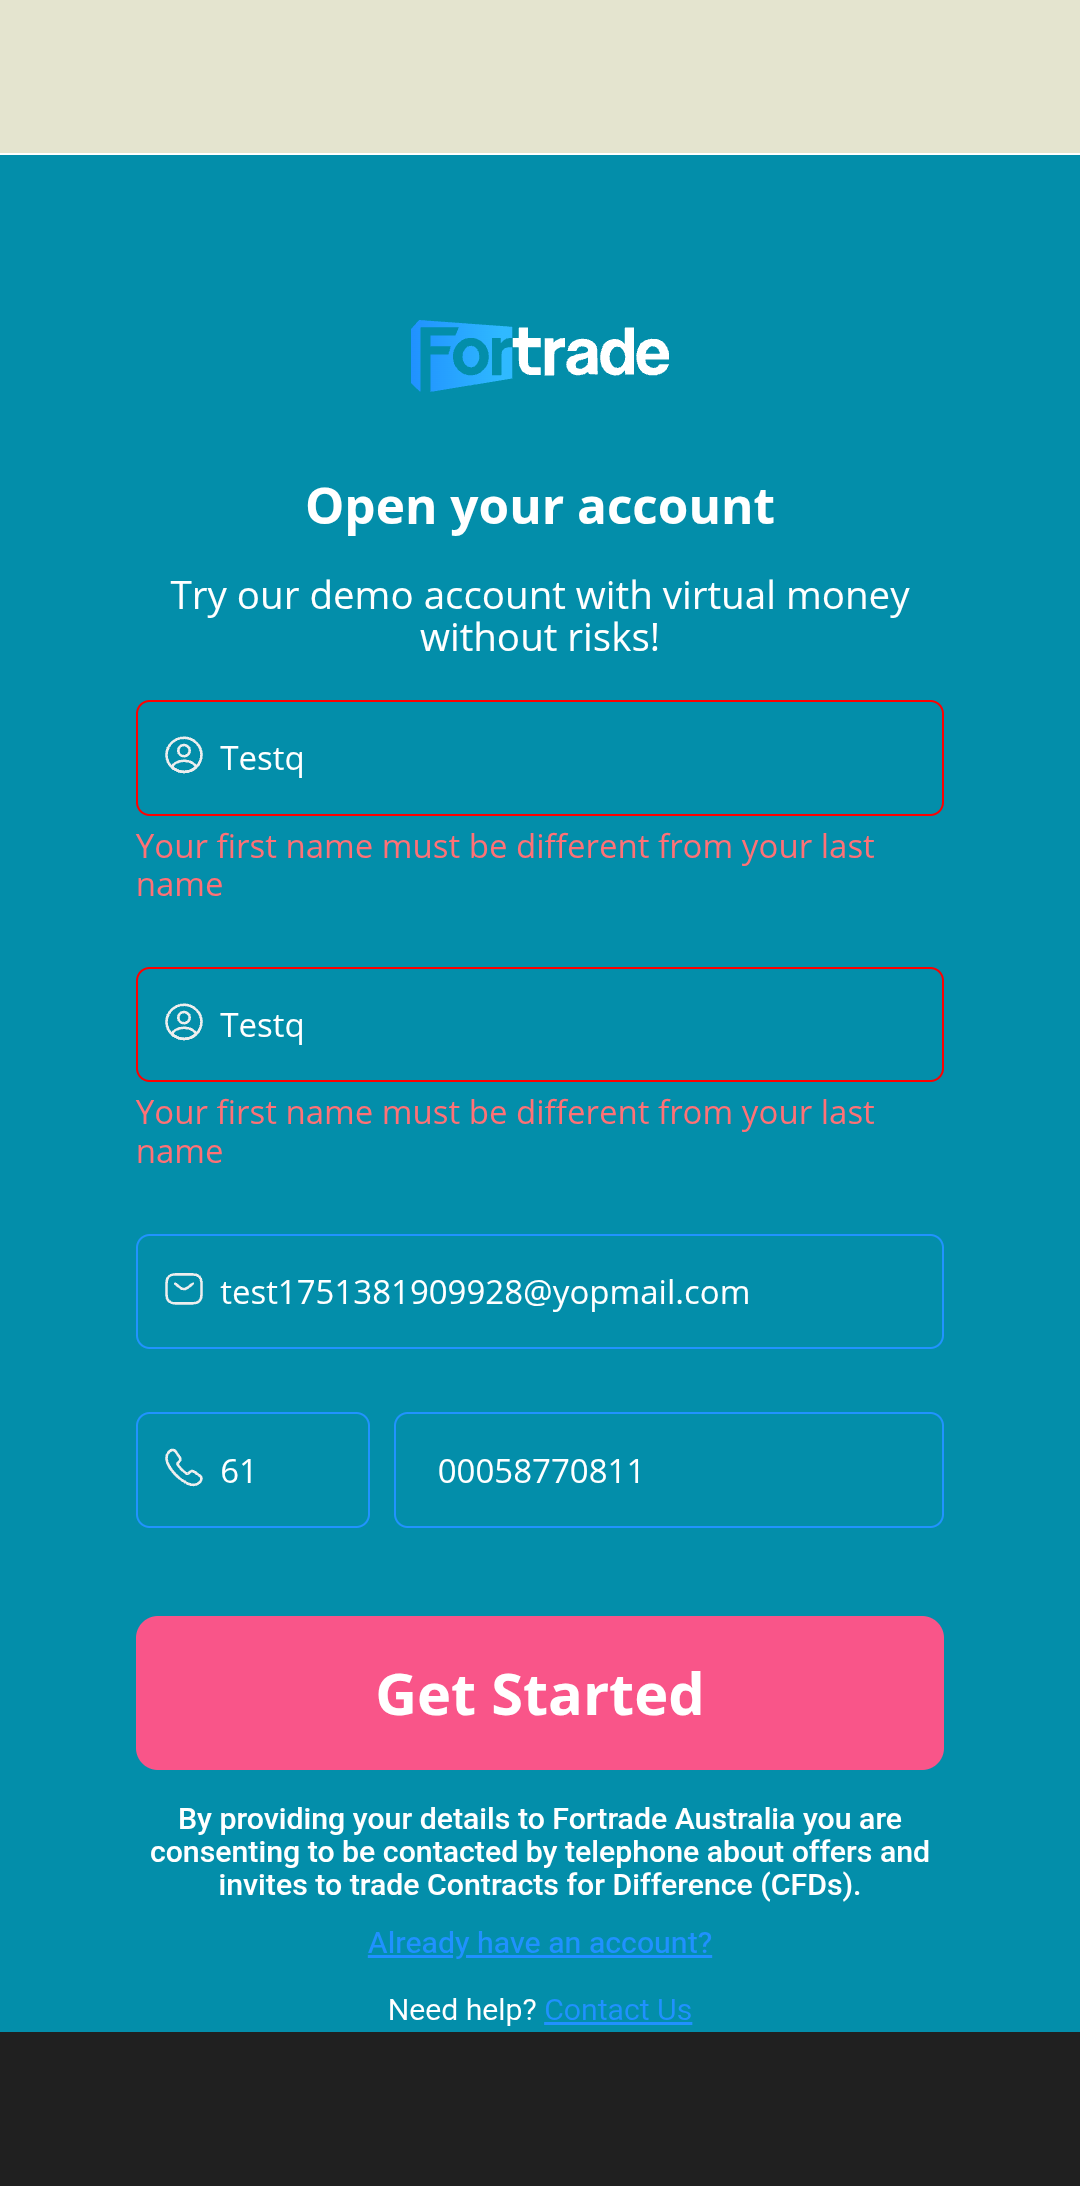 Fortrade
Open your account
Try our demo account with virtual money
without risks!
Testq
Your first name must be different from your last
name
Testq
Your first name must be different from your last
name
test1751381909928@yopmail.com
61
00058770811
Get Started
By providing your details to Fortrade Australia you are
consenting to be contacted by telephone about offers and
invites to trade Contracts for Difference (CFDs).
Already have an account?
Need help? Contact Us